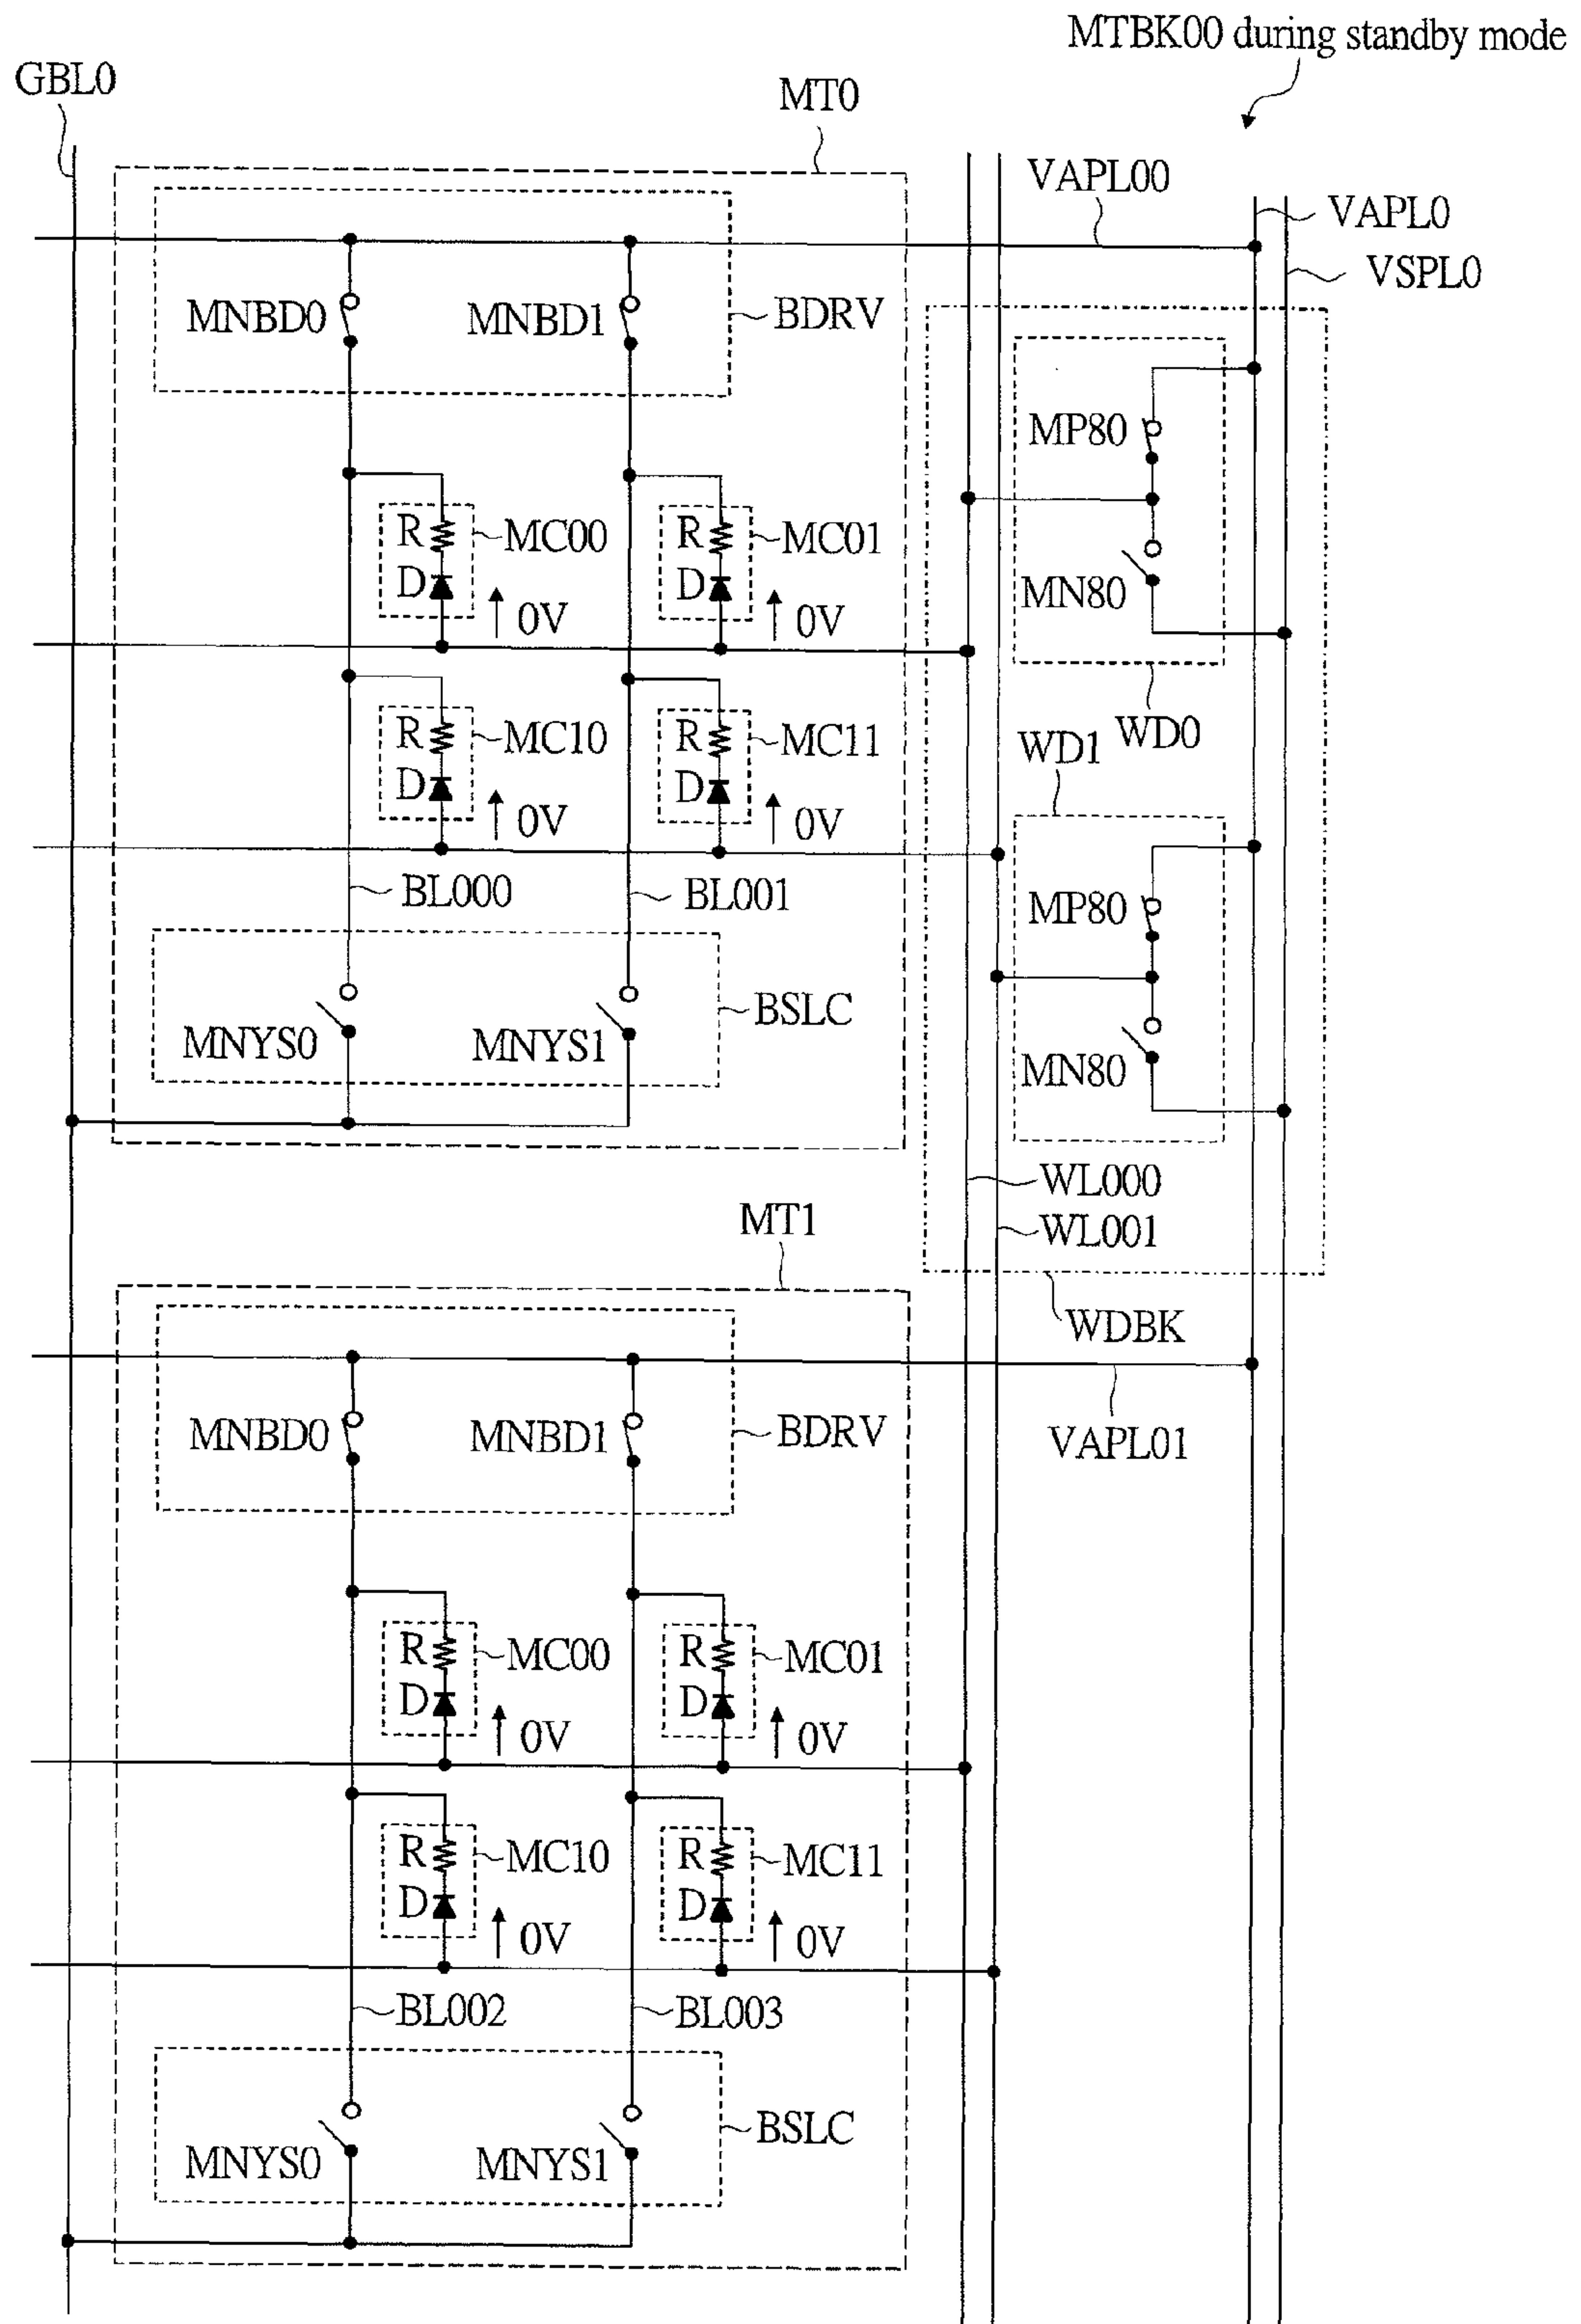 MTBK00 during standby mode
GBL0
MT0
VAPL00
VAPL0
VSPL0
MNBD0
MNBD1
BDRV
MP80
R
MC00
R
MC01
D
0V
D
0V
MN80
WD0
WD1
R
MC10
R
MC11
D
0V
D
0V
BL000
BL001
MP80
BSLC
MNYS0
MNYS1
MN80
WL000
WL001
MT1
WDBK
MNBD0
MNBD1
BDRV
VAPL01
R
MC00
R
MC01
D
0V
D
0V
R
MC10
R
MC11
D
0V
D
0V
BL002
BL003
BSLC
MNYS0
MNYS1